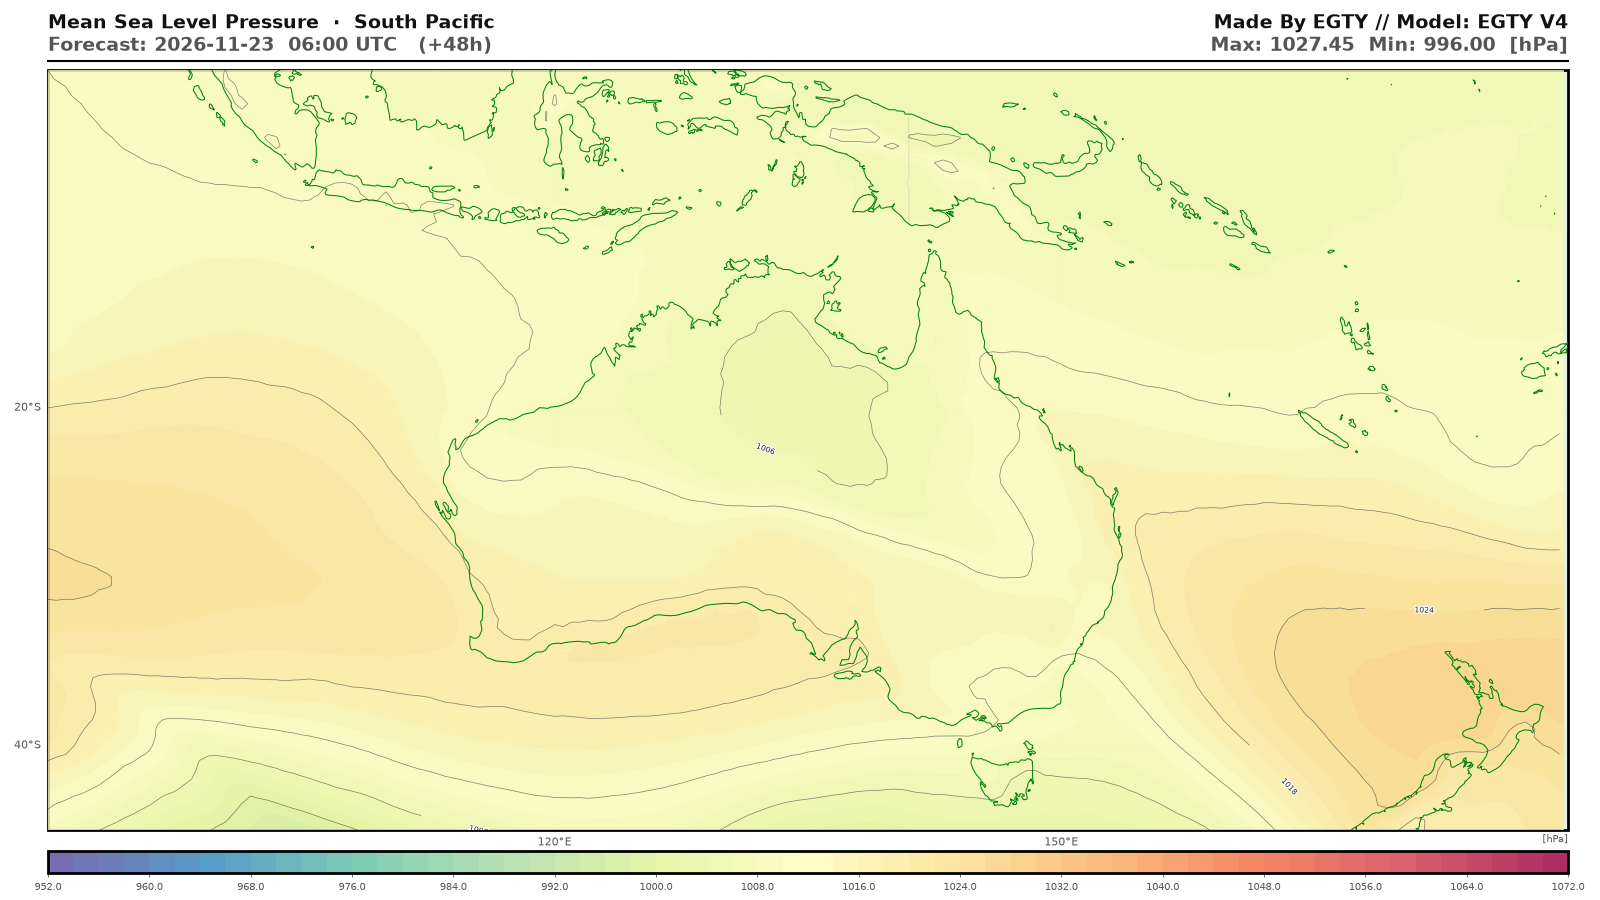 Mean Sea Level Pressure · South Pacific
Made By EGTY // Model: EGTY V4
Forecast: 2026-11-23 06:00 UTC (+48h)
Max: 1027.45 Min: 996.00 [hPa]
20°S
1006
1024
40°S
1018
120°E
150°E
[hPa]
952.0 960.0 968.0 976.0 984.0 992.0 1000.0 1008.0 1016.0 1024.0 1032.0 1040.0 1048.0 1056.0 1064.0 1072.0